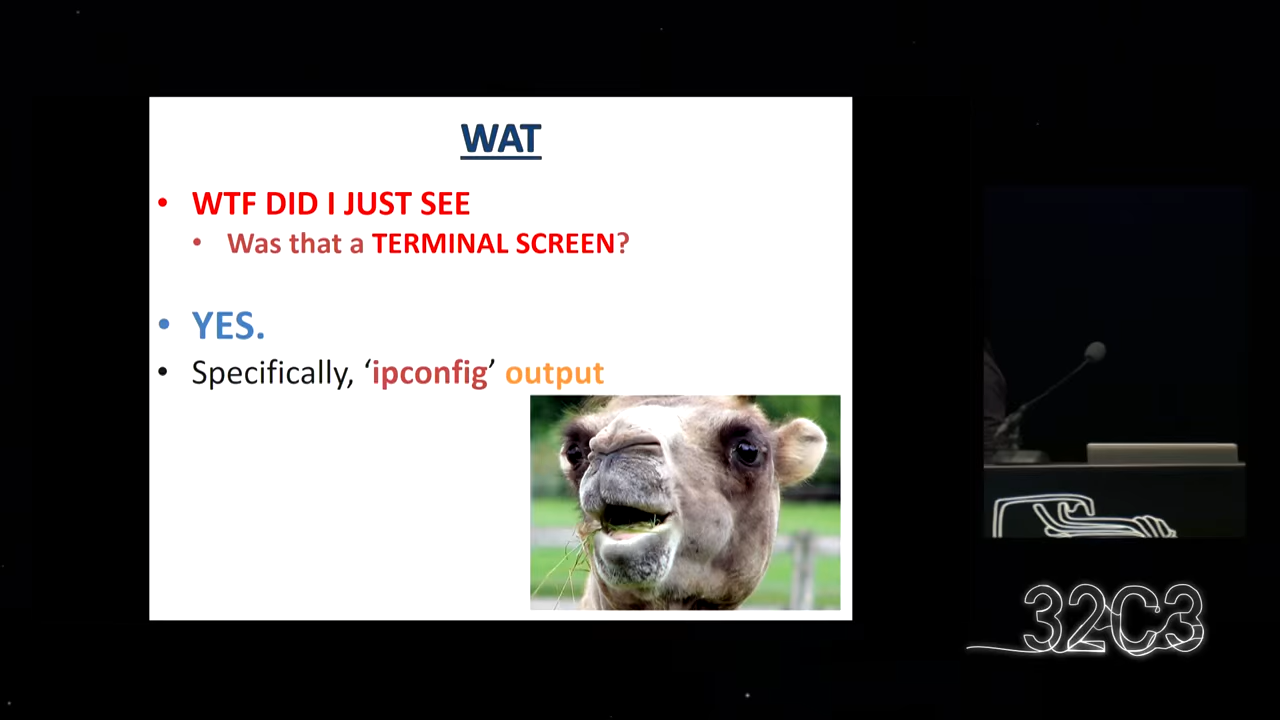 WAT
• WTF DID I JUST SEE
• Was that a TERMINAL SCREEN?
• YES.
• Specifically, ‘ipconfig’ output
32C3